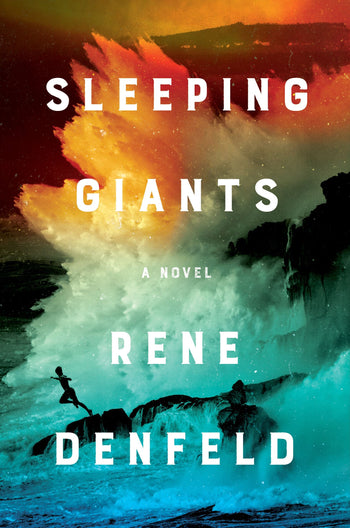 SLEEPING
GIANTS
A NOVEL
RENE
DENFELD